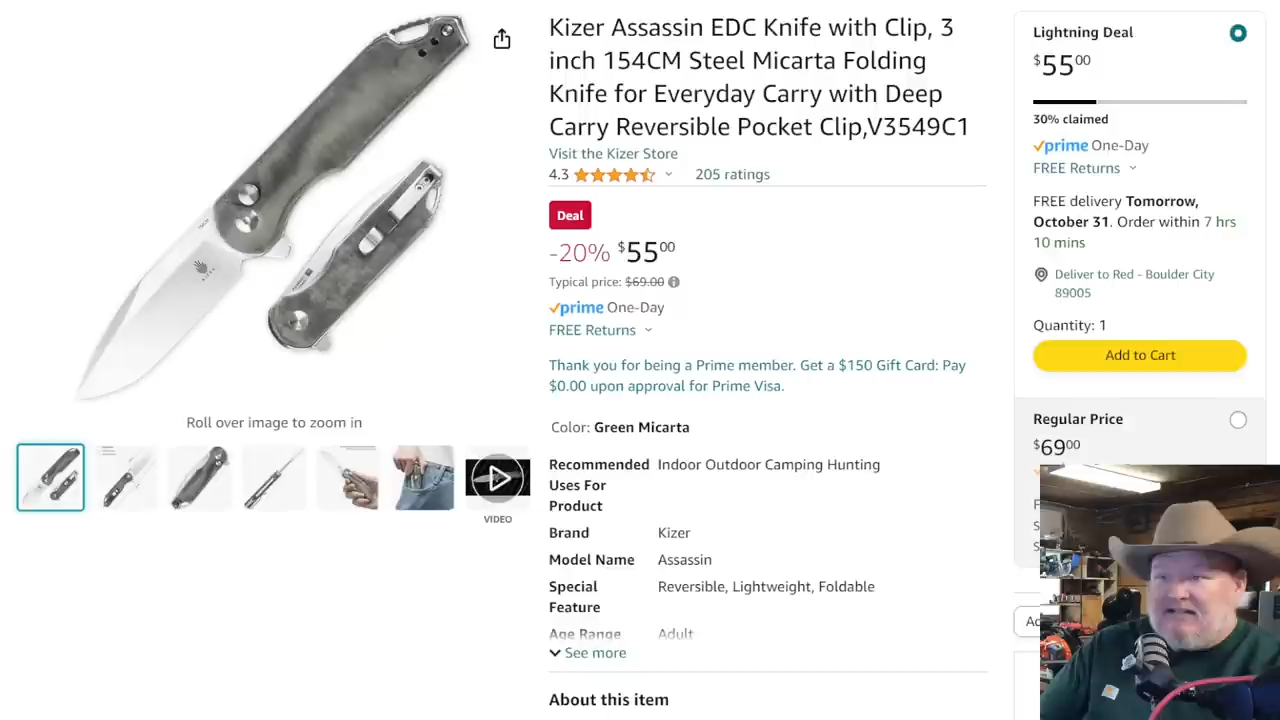 Kizer Assassin EDC Knife with Clip, 3
inch 154CM Steel Micarta Folding
Knife for Everyday Carry with Deep
Carry Reversible Pocket Clip,V3549C1
Visit the Kizer Store
4.3
205 ratings
Deal
-20% $5500
Typical price: $69.00
prime One-Day
FREE Returns
Thank you for being a Prime member. Get a $150 Gift Card: Pay
$0.00 upon approval for Prime Visa.
Color: Green Micarta
Recommended Uses For Product Indoor Outdoor Camping Hunting
Brand Kizer
Model Name Assassin
Special Feature Reversible, Lightweight, Foldable
Age Range Adult
See more
About this item
Roll over image to zoom in
VIDEO
Lightning Deal
$5500
30% claimed
prime One-Day
FREE Returns
FREE delivery Tomorrow,
October 31. Order within 7 hrs
10 mins
Deliver to Red - Boulder City
89005
Quantity: 1
Add to Cart
Regular Price
$6900